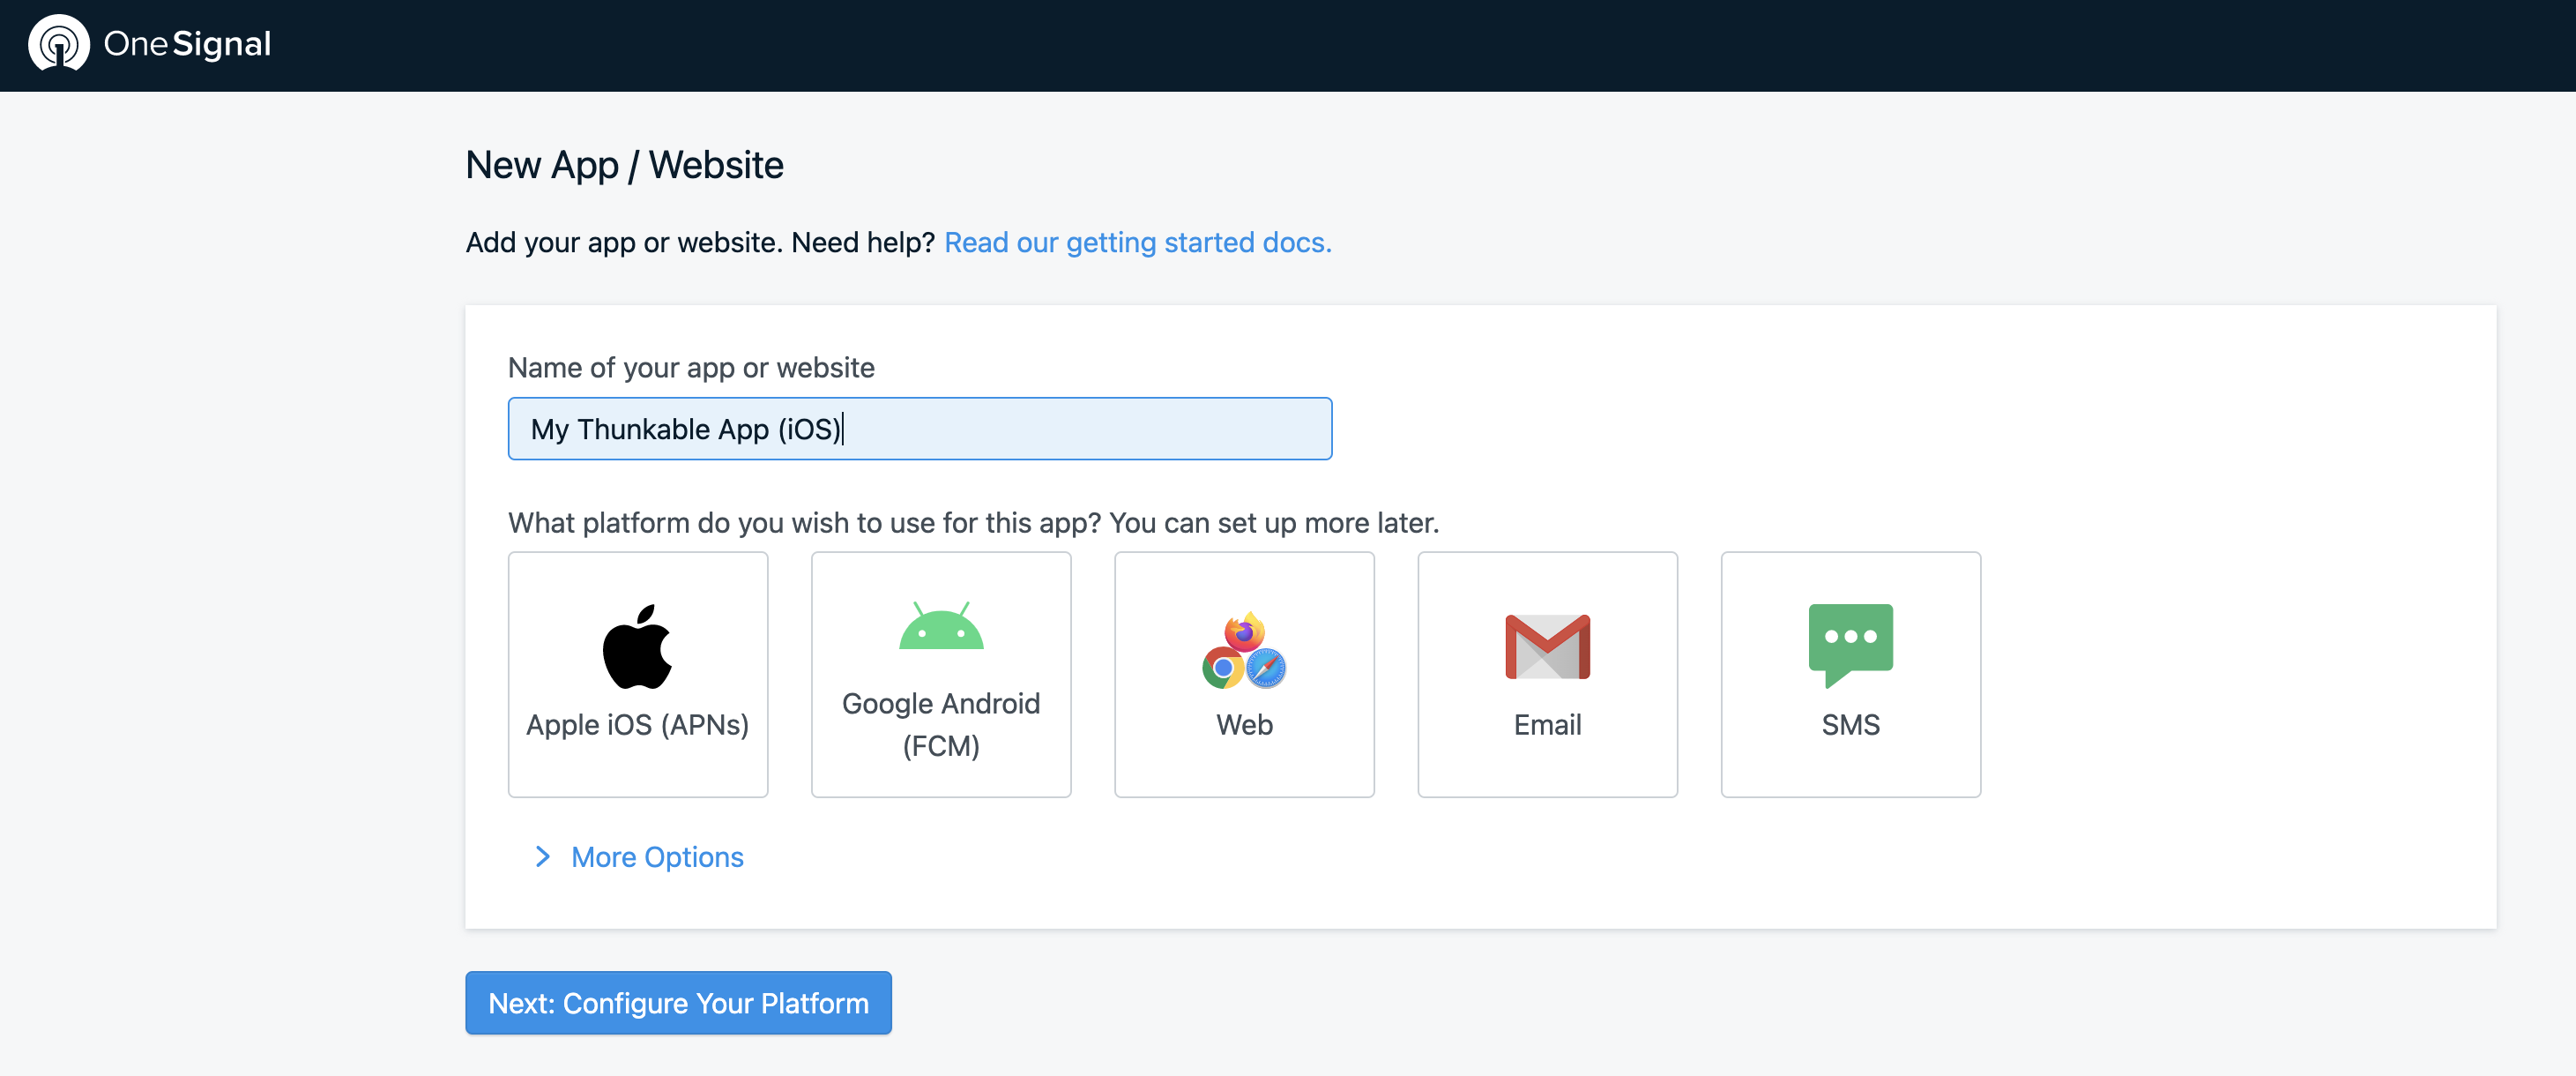 OneSignal
New App / Website
Add your app or website. Need help? Read our getting started docs.
Name of your app or website
My Thunkable App (iOS)
What platform do you wish to use for this app? You can set up more later.
Apple iOS (APNs)
Google Android
(FCM)
Web
Email
SMS
More Options
Next: Configure Your Platform